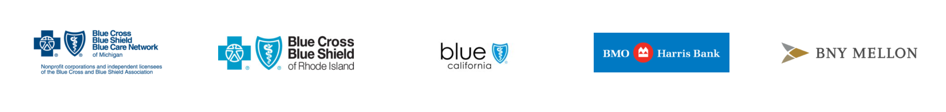 Blue Cross
Blue Shield
Blue Care Network
of Michigan
Nonprofit corporations and independent licensees
of the Blue Cross and Blue Shield Association
Blue Cross
Blue Shield
of Rhode Island
blue
california
BMO Harris Bank
BNY MELLON